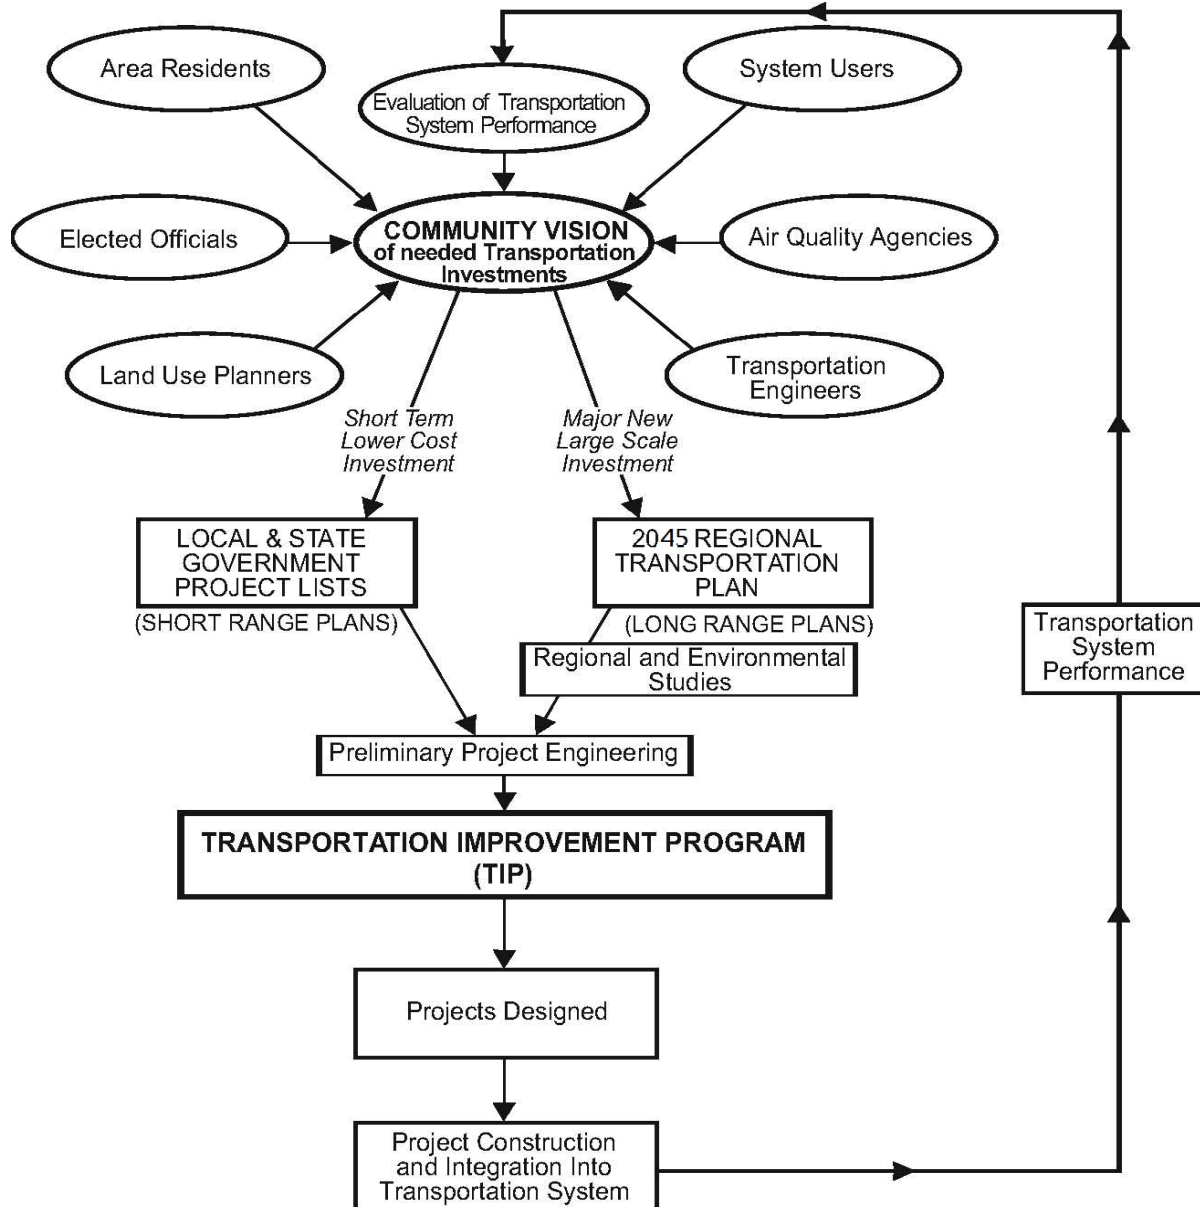 Area Residents
System Users
Evaluation of Transportation
System Performance
Elected Officials
COMMUNITY VISION
of needed Transportation
Investments
Air Quality Agencies
Land Use Planners
Transportation
Engineers
Short Term
Lower Cost
Investment
Major New
Large Scale
Investment
LOCAL & STATE
GOVERNMENT
PROJECT LISTS
(SHORT RANGE PLANS)
2045 REGIONAL
TRANSPORTATION
PLAN
(LONG RANGE PLANS)
Regional and Environmental
Studies
Transportation
System
Performance
Preliminary Project Engineering
TRANSPORTATION IMPROVEMENT PROGRAM
(TIP)
Projects Designed
Project Construction
and Integration Into
Transportation System